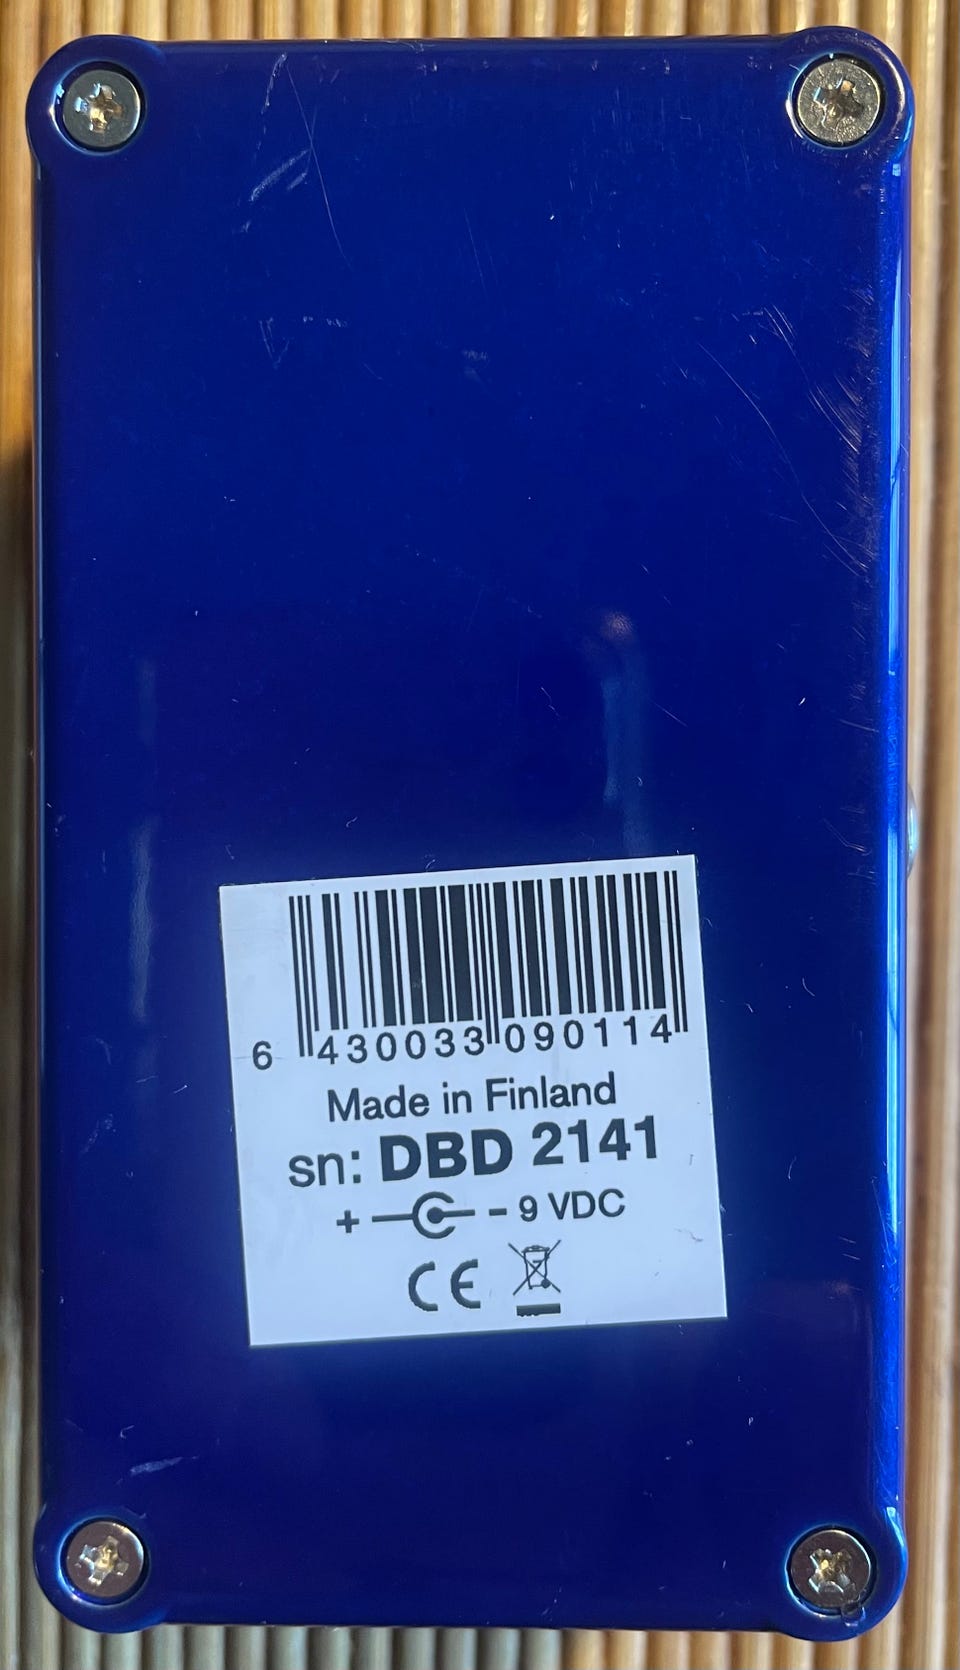 6 430033 090114
Made in Finland
sn: DBD 2141
+ - 9 VDC
CE